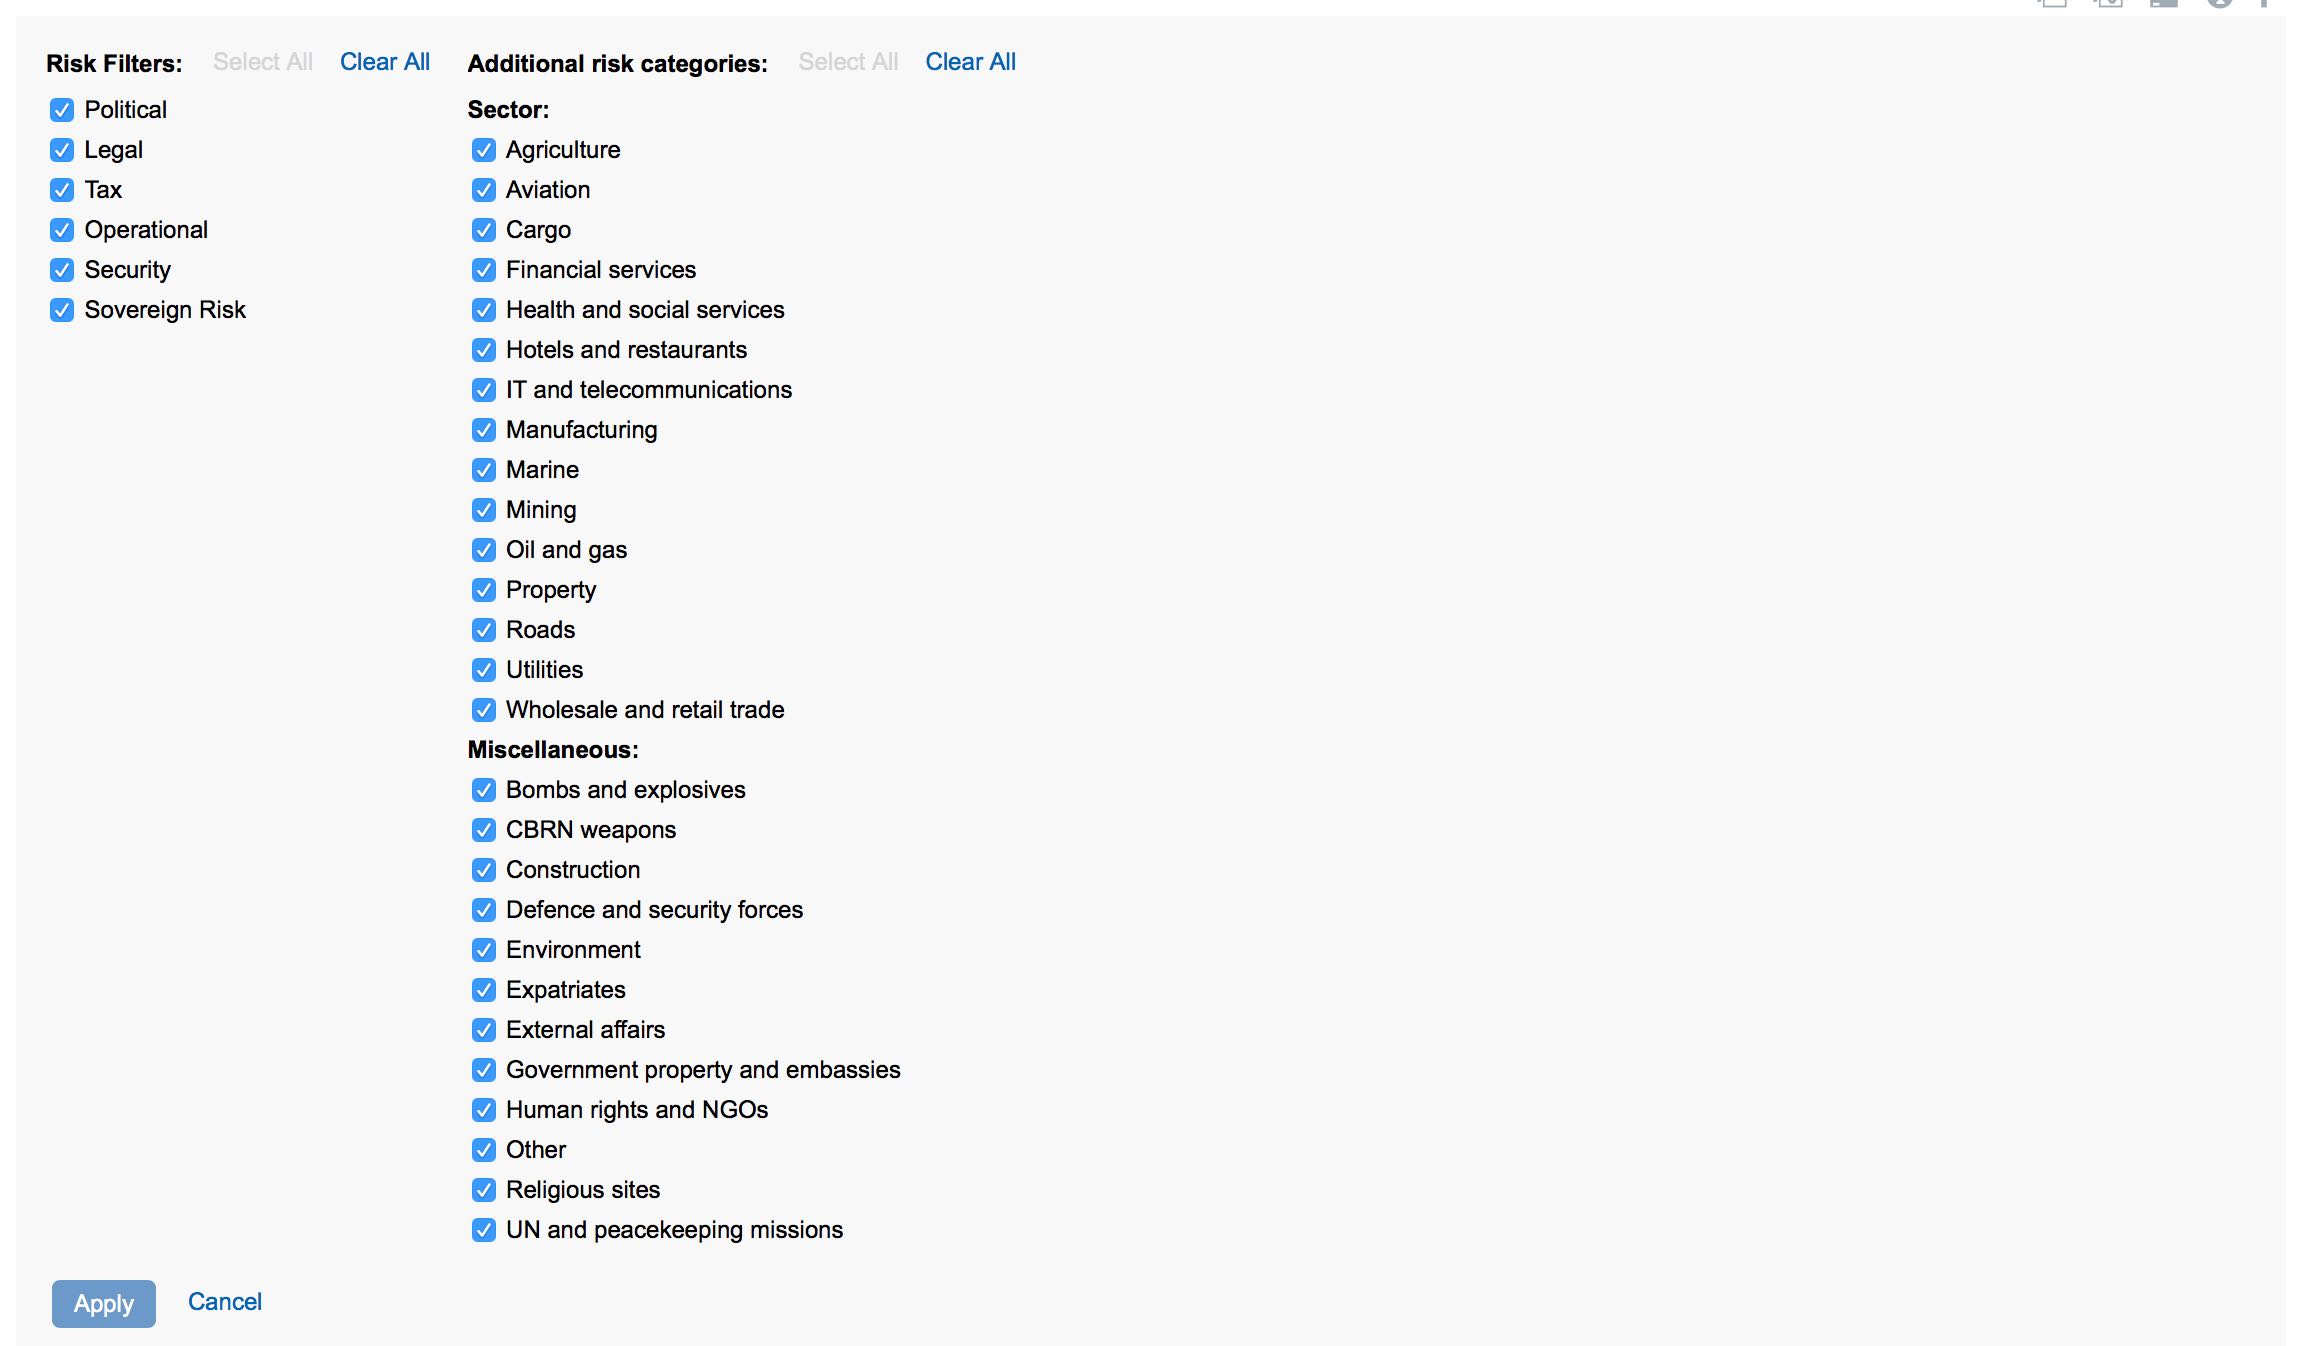 Risk Filters: Select All Clear All
Political
Legal
Tax
Operational
Security
Sovereign Risk
Additional risk categories: Select All Clear All
Sector:
Agriculture
Aviation
Cargo
Financial services
Health and social services
Hotels and restaurants
IT and telecommunications
Manufacturing
Marine
Mining
Oil and gas
Property
Roads
Utilities
Wholesale and retail trade
Miscellaneous:
Bombs and explosives
CBRN weapons
Construction
Defence and security forces
Environment
Expatriates
External affairs
Government property and embassies
Human rights and NGOs
Other
Religious sites
UN and peacekeeping missions
Apply Cancel